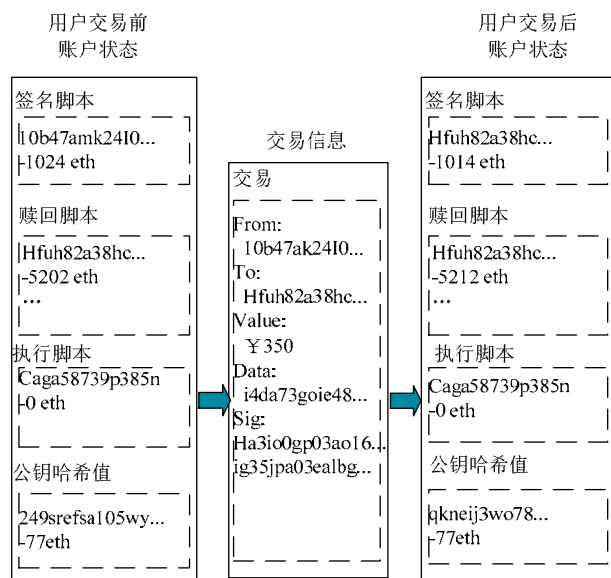 用户交易前
账户状态
签名脚本
10b47amk24I0...
-1024 eth
赎回脚本
Hfuh82a38hc...
-5202 eth
...
执行脚本
Caga58739p385n
-0 eth
公钥哈希值
249srefsa105wy...
-77eth
交易信息
交易
From:
10b47ak24I0...
To:
Hfuh82a38hc...
Value:
￥350
Data:
i4da73goie48...
Sig:
Ha3io0gp03ao16...
ig35jpa03ealbg...
用户交易后
账户状态
签名脚本
Hfuh82a38hc...
-1014 eth
赎回脚本
Hfuh82a38hc...
-5212 eth
...
执行脚本
Caga58739p385n
-0 eth
公钥哈希值
qkneij3wo78...
-77eth